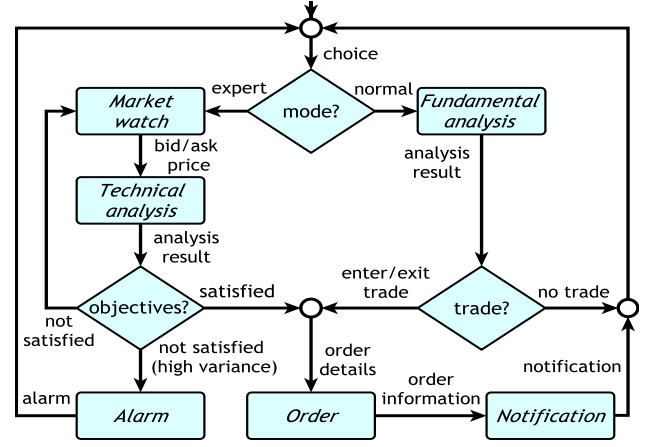 choice
expert
mode?
normal
Market
watch
Fundamental
analysis
bid/ask
price
analysis
result
Technical
analysis
analysis
result
objectives?
satisfied
enter/exit
trade
trade?
no trade
not
satisfied
not satisfied
(high variance)
order
details
order
information
notification
alarm
Alarm
Order
Notification